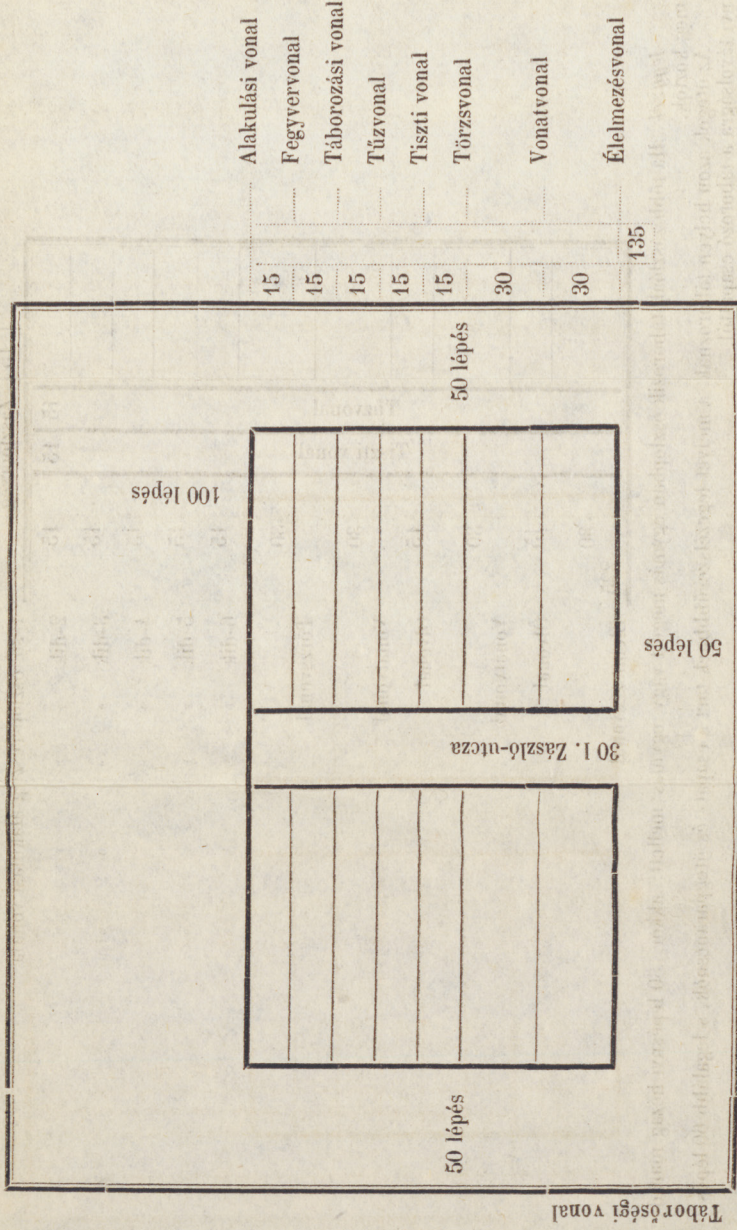 Alakulási vonal
Fegyvervonal
Táborozási vonal
Tűzvonal
Tiszti vonal
Törzsvonal
Vonatvonal
Élelmezésvonal
15
15
15
15
15
30
30
135
100 lépés
50 lépés
30 l. Zászló-utcza
50 lépés
50 lépés
Táborőségi vonal